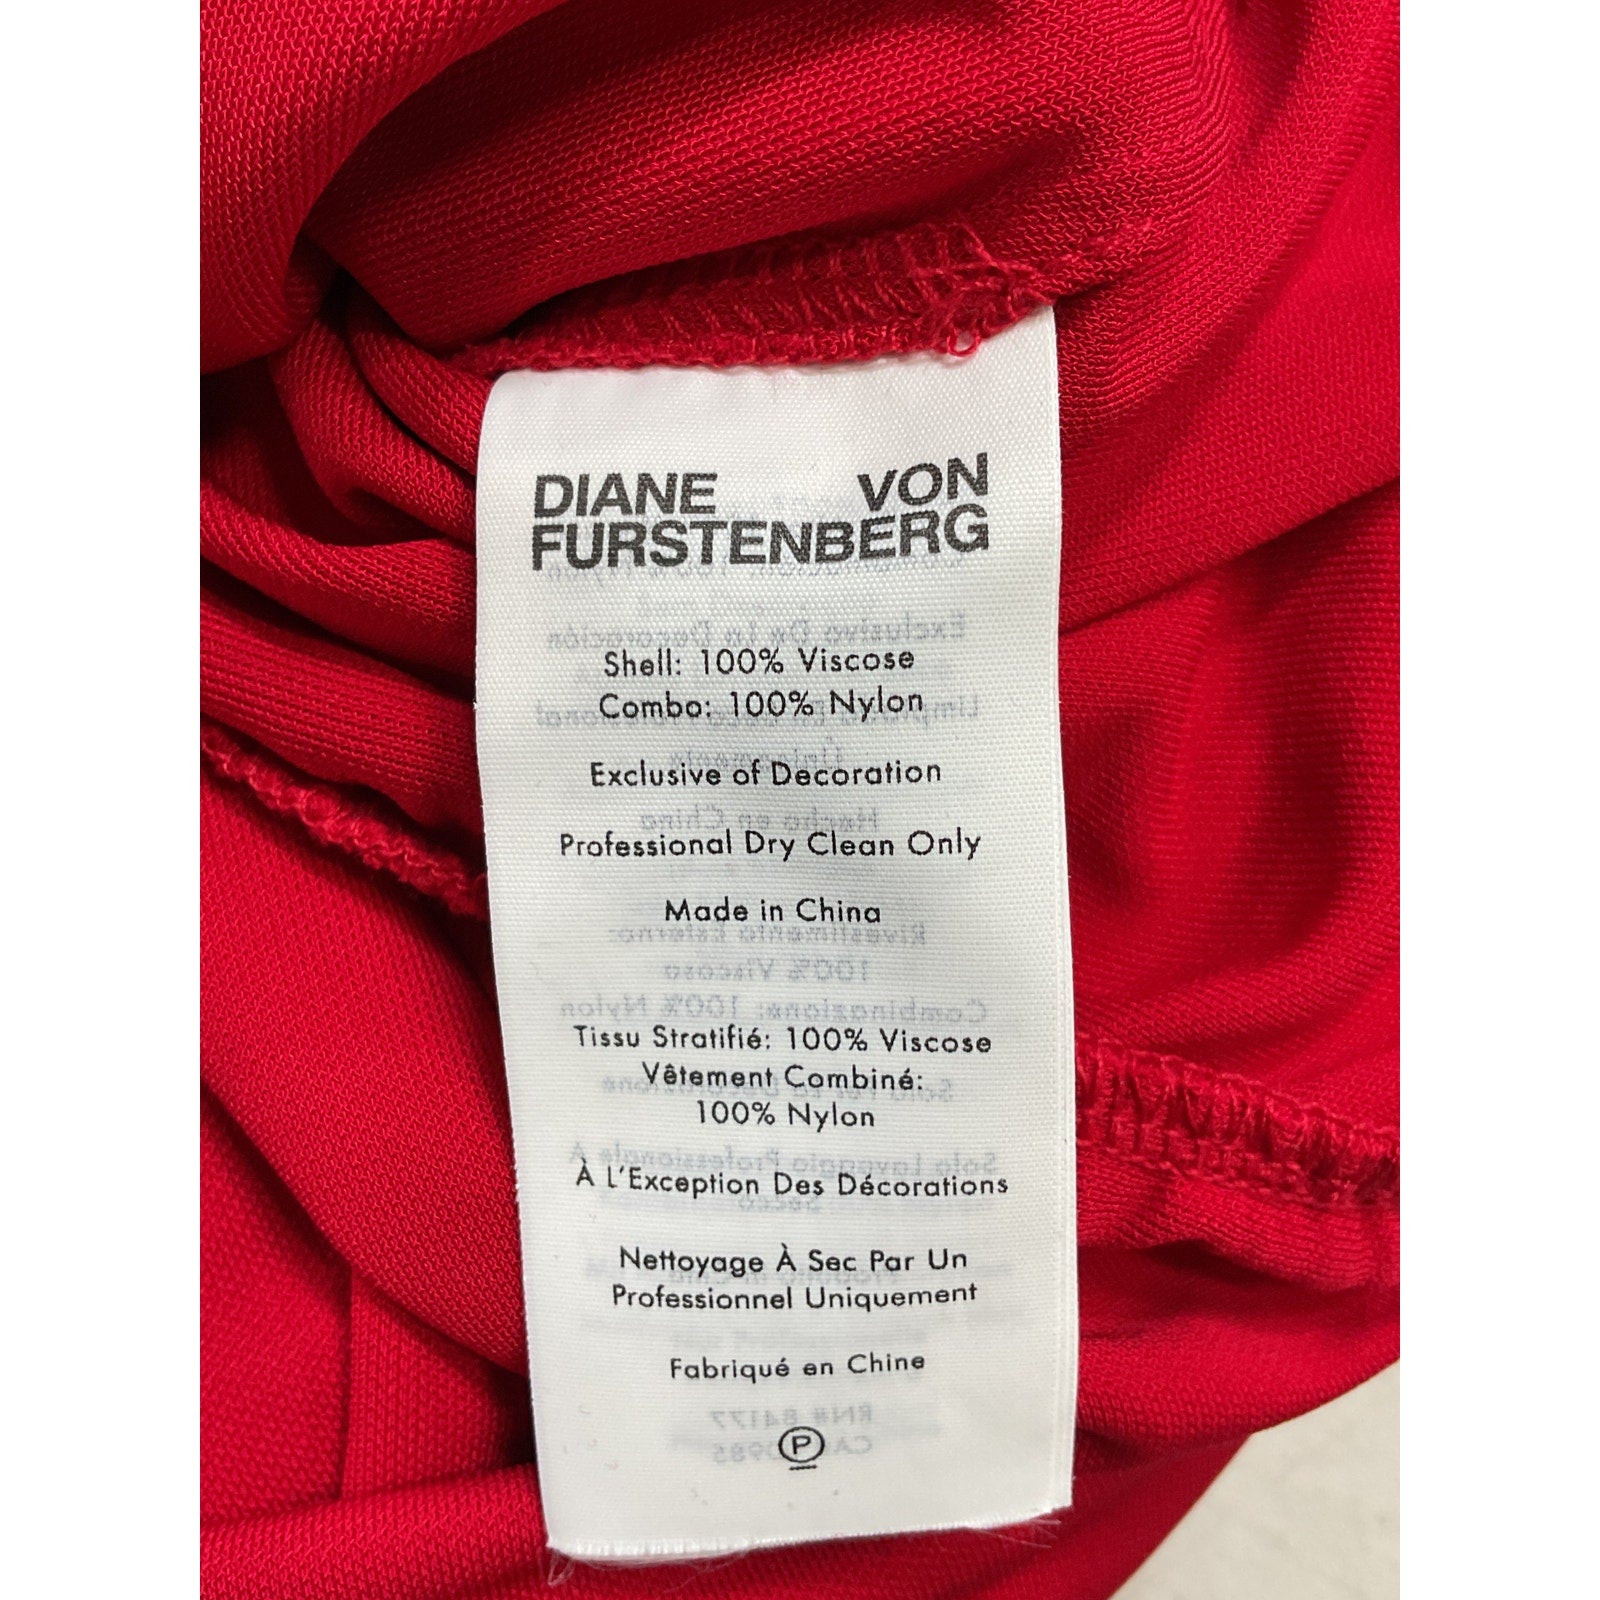 DIANE VON
FURSTENBERG
Shell: 100% Viscose
Combo: 100% Nylon
Exclusive of Decoration
Professional Dry Clean Only
Made in China
Tissu Stratifié: 100% Viscose
Vêtement Combiné:
100% Nylon
À L'Exception Des Décorations
Nettoyage À Sec Par Un
Professionnel Uniquement
Fabriqué en Chine
P